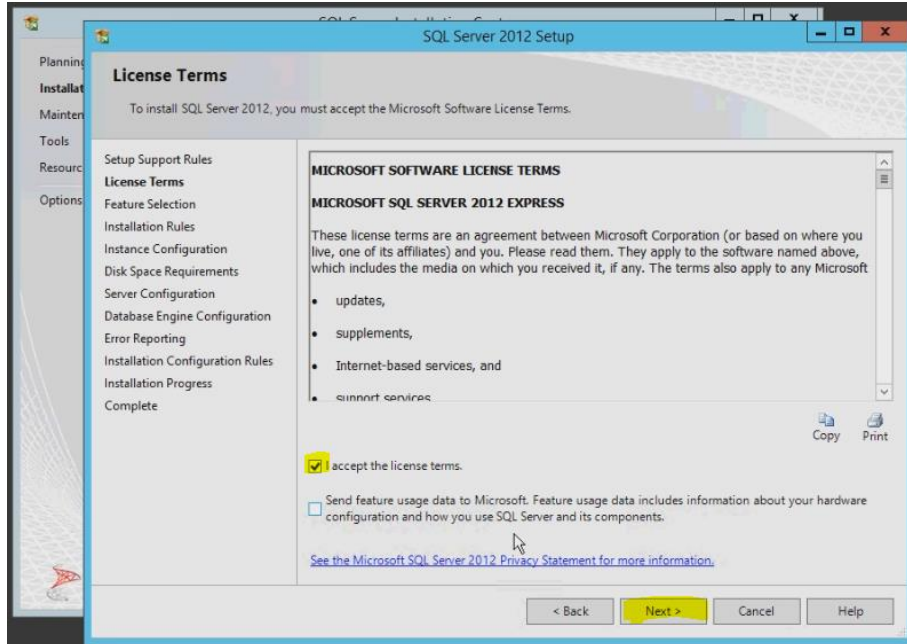 SQL Server 2012 Setup
Planning
Installat
Mainten
Tools
Resourc
Options
License Terms
To install SQL Server 2012, you must accept the Microsoft Software License Terms.
Setup Support Rules
License Terms
Feature Selection
Installation Rules
Instance Configuration
Disk Space Requirements
Server Configuration
Database Engine Configuration
Error Reporting
Installation Configuration Rules
Installation Progress
Complete
MICROSOFT SOFTWARE LICENSE TERMS
MICROSOFT SQL SERVER 2012 EXPRESS
These license terms are an agreement between Microsoft Corporation (or based on where you
live, one of its affiliates) and you. Please read them. They apply to the software named above,
which includes the media on which you received it, if any. The terms also apply to any Microsoft
• updates,
• supplements,
• Internet-based services, and
• support services
Copy Print
I accept the license terms.
Send feature usage data to Microsoft. Feature usage data includes information about your hardware
configuration and how you use SQL Server and its components.
See the Microsoft SQL Server 2012 Privacy Statement for more information.
< Back Next > Cancel Help